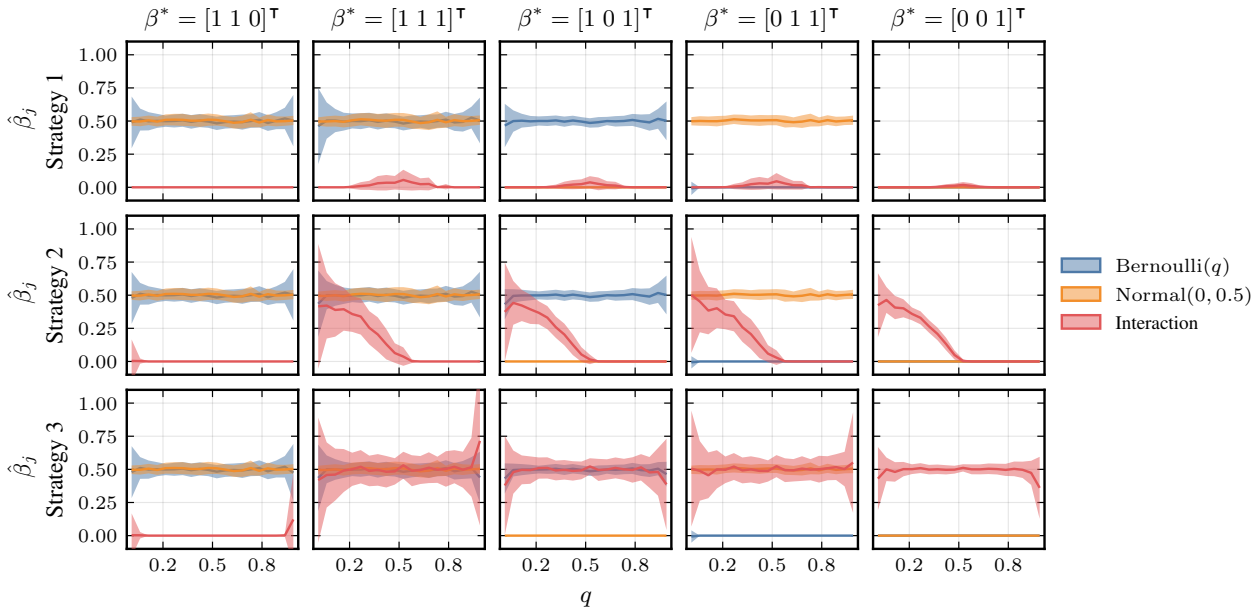 β* = [1 1 0]ᵀ β* = [1 1 1]ᵀ β* = [1 0 1]ᵀ β* = [0 1 1]ᵀ β* = [0 0 1]ᵀ
1.00
0.75
0.50
0.25
0.00
β̂ⱼ
Strategy 1
1.00
0.75
0.50
0.25
0.00
β̂ⱼ
Strategy 2
Bernoulli(q)
Normal(0, 0.5)
Interaction
1.00
0.75
0.50
0.25
0.00
β̂ⱼ
Strategy 3
0.2 0.5 0.8 0.2 0.5 0.8 0.2 0.5 0.8 0.2 0.5 0.8 0.2 0.5 0.8
q